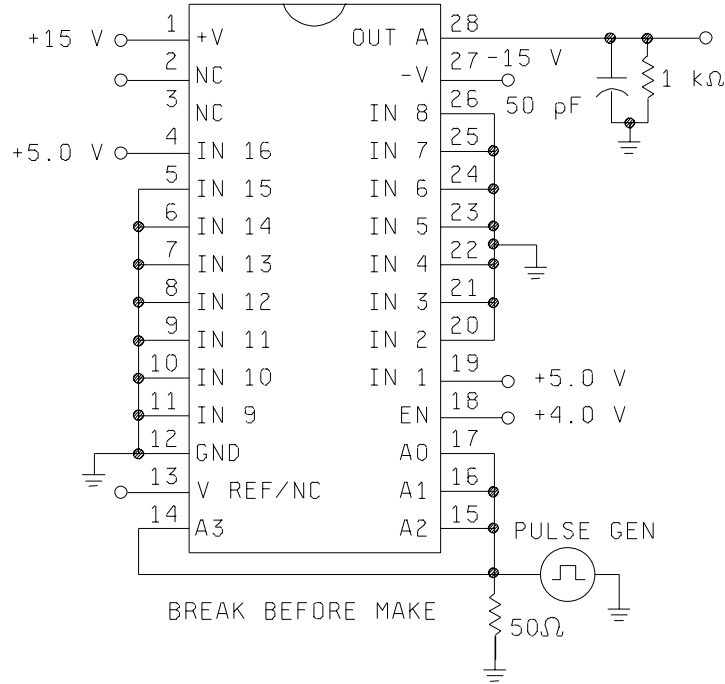 1 28
+15 V +V OUT A
2 27 -15 V
NC -V
3 26 50 pF 1 kΩ
NC IN 8
4 25
+5.0 V IN 16 IN 7
5 24
IN 15 IN 6
6 23
IN 14 IN 5
7 22
IN 13 IN 4
8 21
IN 12 IN 3
9 20
IN 11 IN 2
10 19
IN 10 IN 1 +5.0 V
11 18
IN 9 EN +4.0 V
12 17
GND A0
13 16
V REF/NC A1
14 15
A3 A2 PULSE GEN
BREAK BEFORE MAKE
50Ω